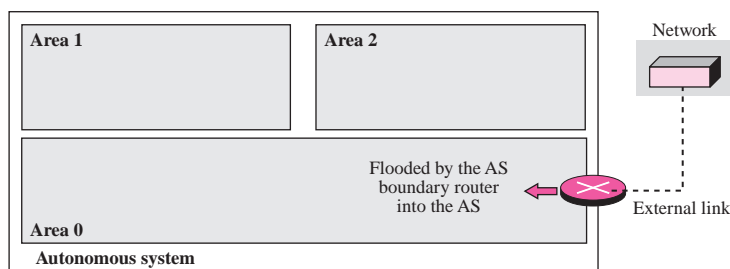 Area 1
Area 2
Network
Flooded by the AS
boundary router
into the AS
External link
Area 0
Autonomous system